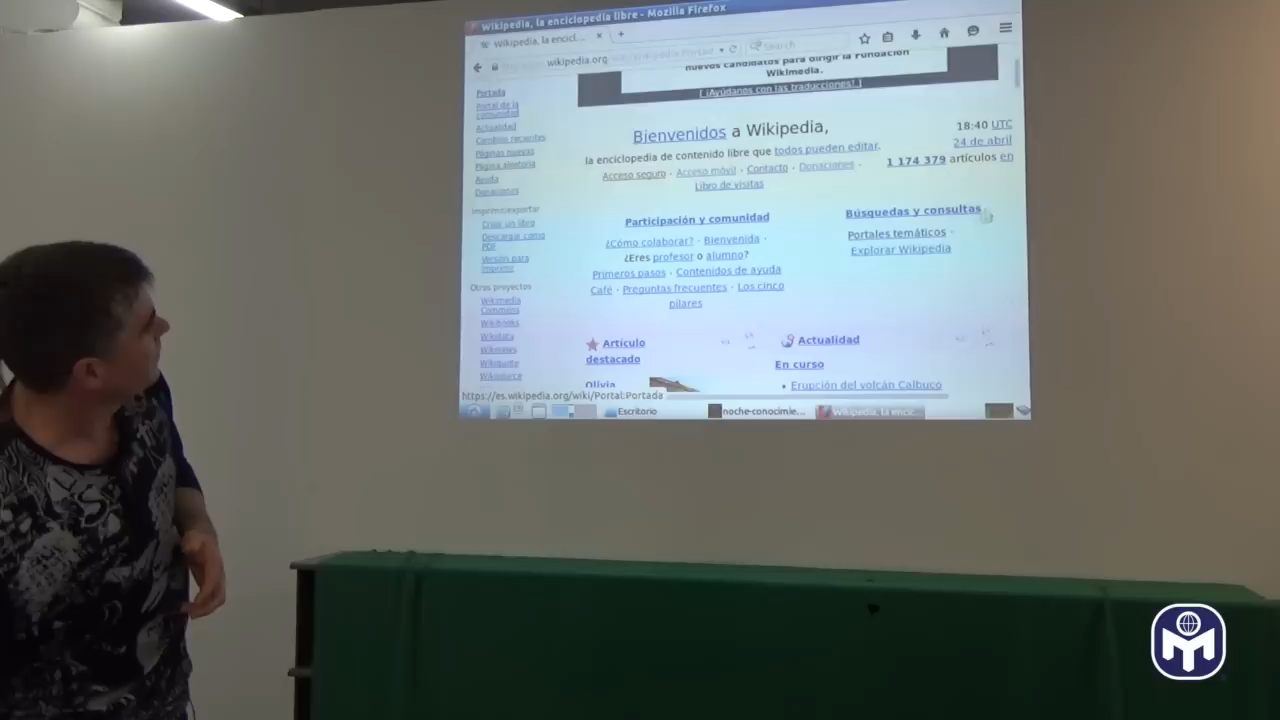 Wikipedia, la enciclopedia libre - Mozilla Firefox
Wikipedia, la encicl...
wikipedia.org
Search
nuevos candidatos para dirigir la Fundación
Wikimedia.
[ ¡Ayúdanos con las traducciones! ]
Portada
Portal de la
comunidad
Actualidad
Cambios recientes
Páginas nuevas
Página aleatoria
Ayuda
Donaciones
Imprimir/exportar
Crear un libro
Descargar como
PDF
Versión para
imprimir
Otros proyectos
Wikimedia
Commons
Wikibooks
Wikidata
Wikinews
Wikiquote
Wikisource
Bienvenidos a Wikipedia,
la enciclopedia de contenido libre que todos pueden editar.
Acceso seguro · Acceso móvil · Contacto · Donaciones ·
Libro de visitas
18:40 UTC
24 de abril
1 174 379 artículos en
Participación y comunidad
¿Cómo colaborar? · Bienvenida ·
¿Eres profesor o alumno?
Primeros pasos · Contenidos de ayuda
Café · Preguntas frecuentes · Los cinco
pilares
Búsquedas y consultas
Portales temáticos ·
Explorar Wikipedia
Artículo
destacado
Olivia
Actualidad
En curso
• Erupción del volcán Calbuco
https://es.wikipedia.org/wiki/Portal:Portada
Escritorio
noche-conocimie...
Wikipedia, la encic...